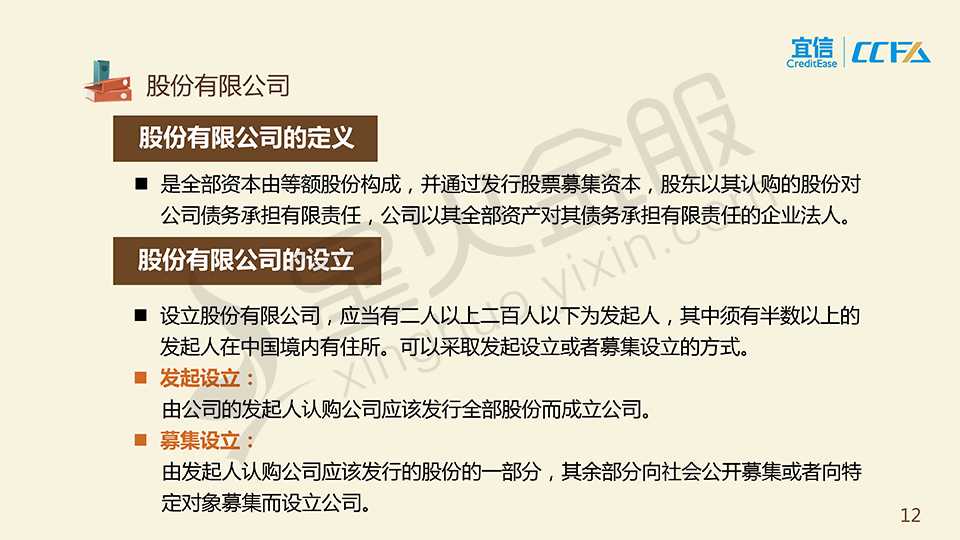 宜信
CreditEase
CCFA
股份有限公司
股份有限公司的定义
■ 是全部资本由等额股份构成，并通过发行股票募集资本，股东以其认购的股份对
公司债务承担有限责任，公司以其全部资产对其债务承担有限责任的企业法人。
股份有限公司的设立
■ 设立股份有限公司，应当有二人以上二百人以下为发起人，其中须有半数以上的
发起人在中国境内有住所。可以采取发起设立或者募集设立的方式。
■ 发起设立：
由公司的发起人认购公司应该发行全部股份而成立公司。
■ 募集设立：
由发起人认购公司应该发行的股份的一部分，其余部分向社会公开募集或者向特
定对象募集而设立公司。
星火金服
xinghuo.yixin.com
12